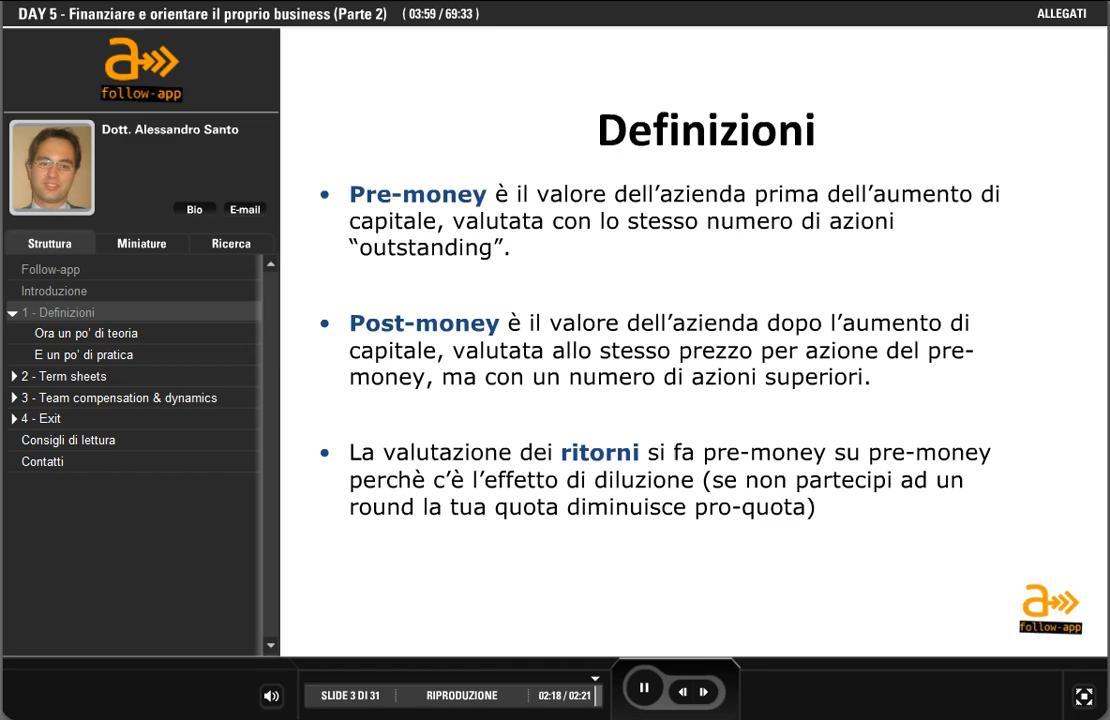 DAY 5 - Finanziare e orientare il proprio business (Parte 2) ( 03:59 / 69:33 )
ALLEGATI
a
follow-app
Dott. Alessandro Santo
Bio
E-mail
Struttura
Miniature
Ricerca
Follow-app
Introduzione
1 - Definizioni
Ora un po' di teoria
E un po' di pratica
2 - Term sheets
3 - Team compensation & dynamics
4 - Exit
Consigli di lettura
Contatti
Definizioni
• Pre-money è il valore dell’azienda prima dell’aumento di
capitale, valutata con lo stesso numero di azioni
“outstanding”.
• Post-money è il valore dell’azienda dopo l’aumento di
capitale, valutata allo stesso prezzo per azione del pre-
money, ma con un numero di azioni superiori.
• La valutazione dei ritorni si fa pre-money su pre-money
perchè c’è l’effetto di diluzione (se non partecipi ad un
round la tua quota diminuisce pro-quota)
a
follow-app
SLIDE 3 DI 31
RIPRODUZIONE
02:18 / 02:21